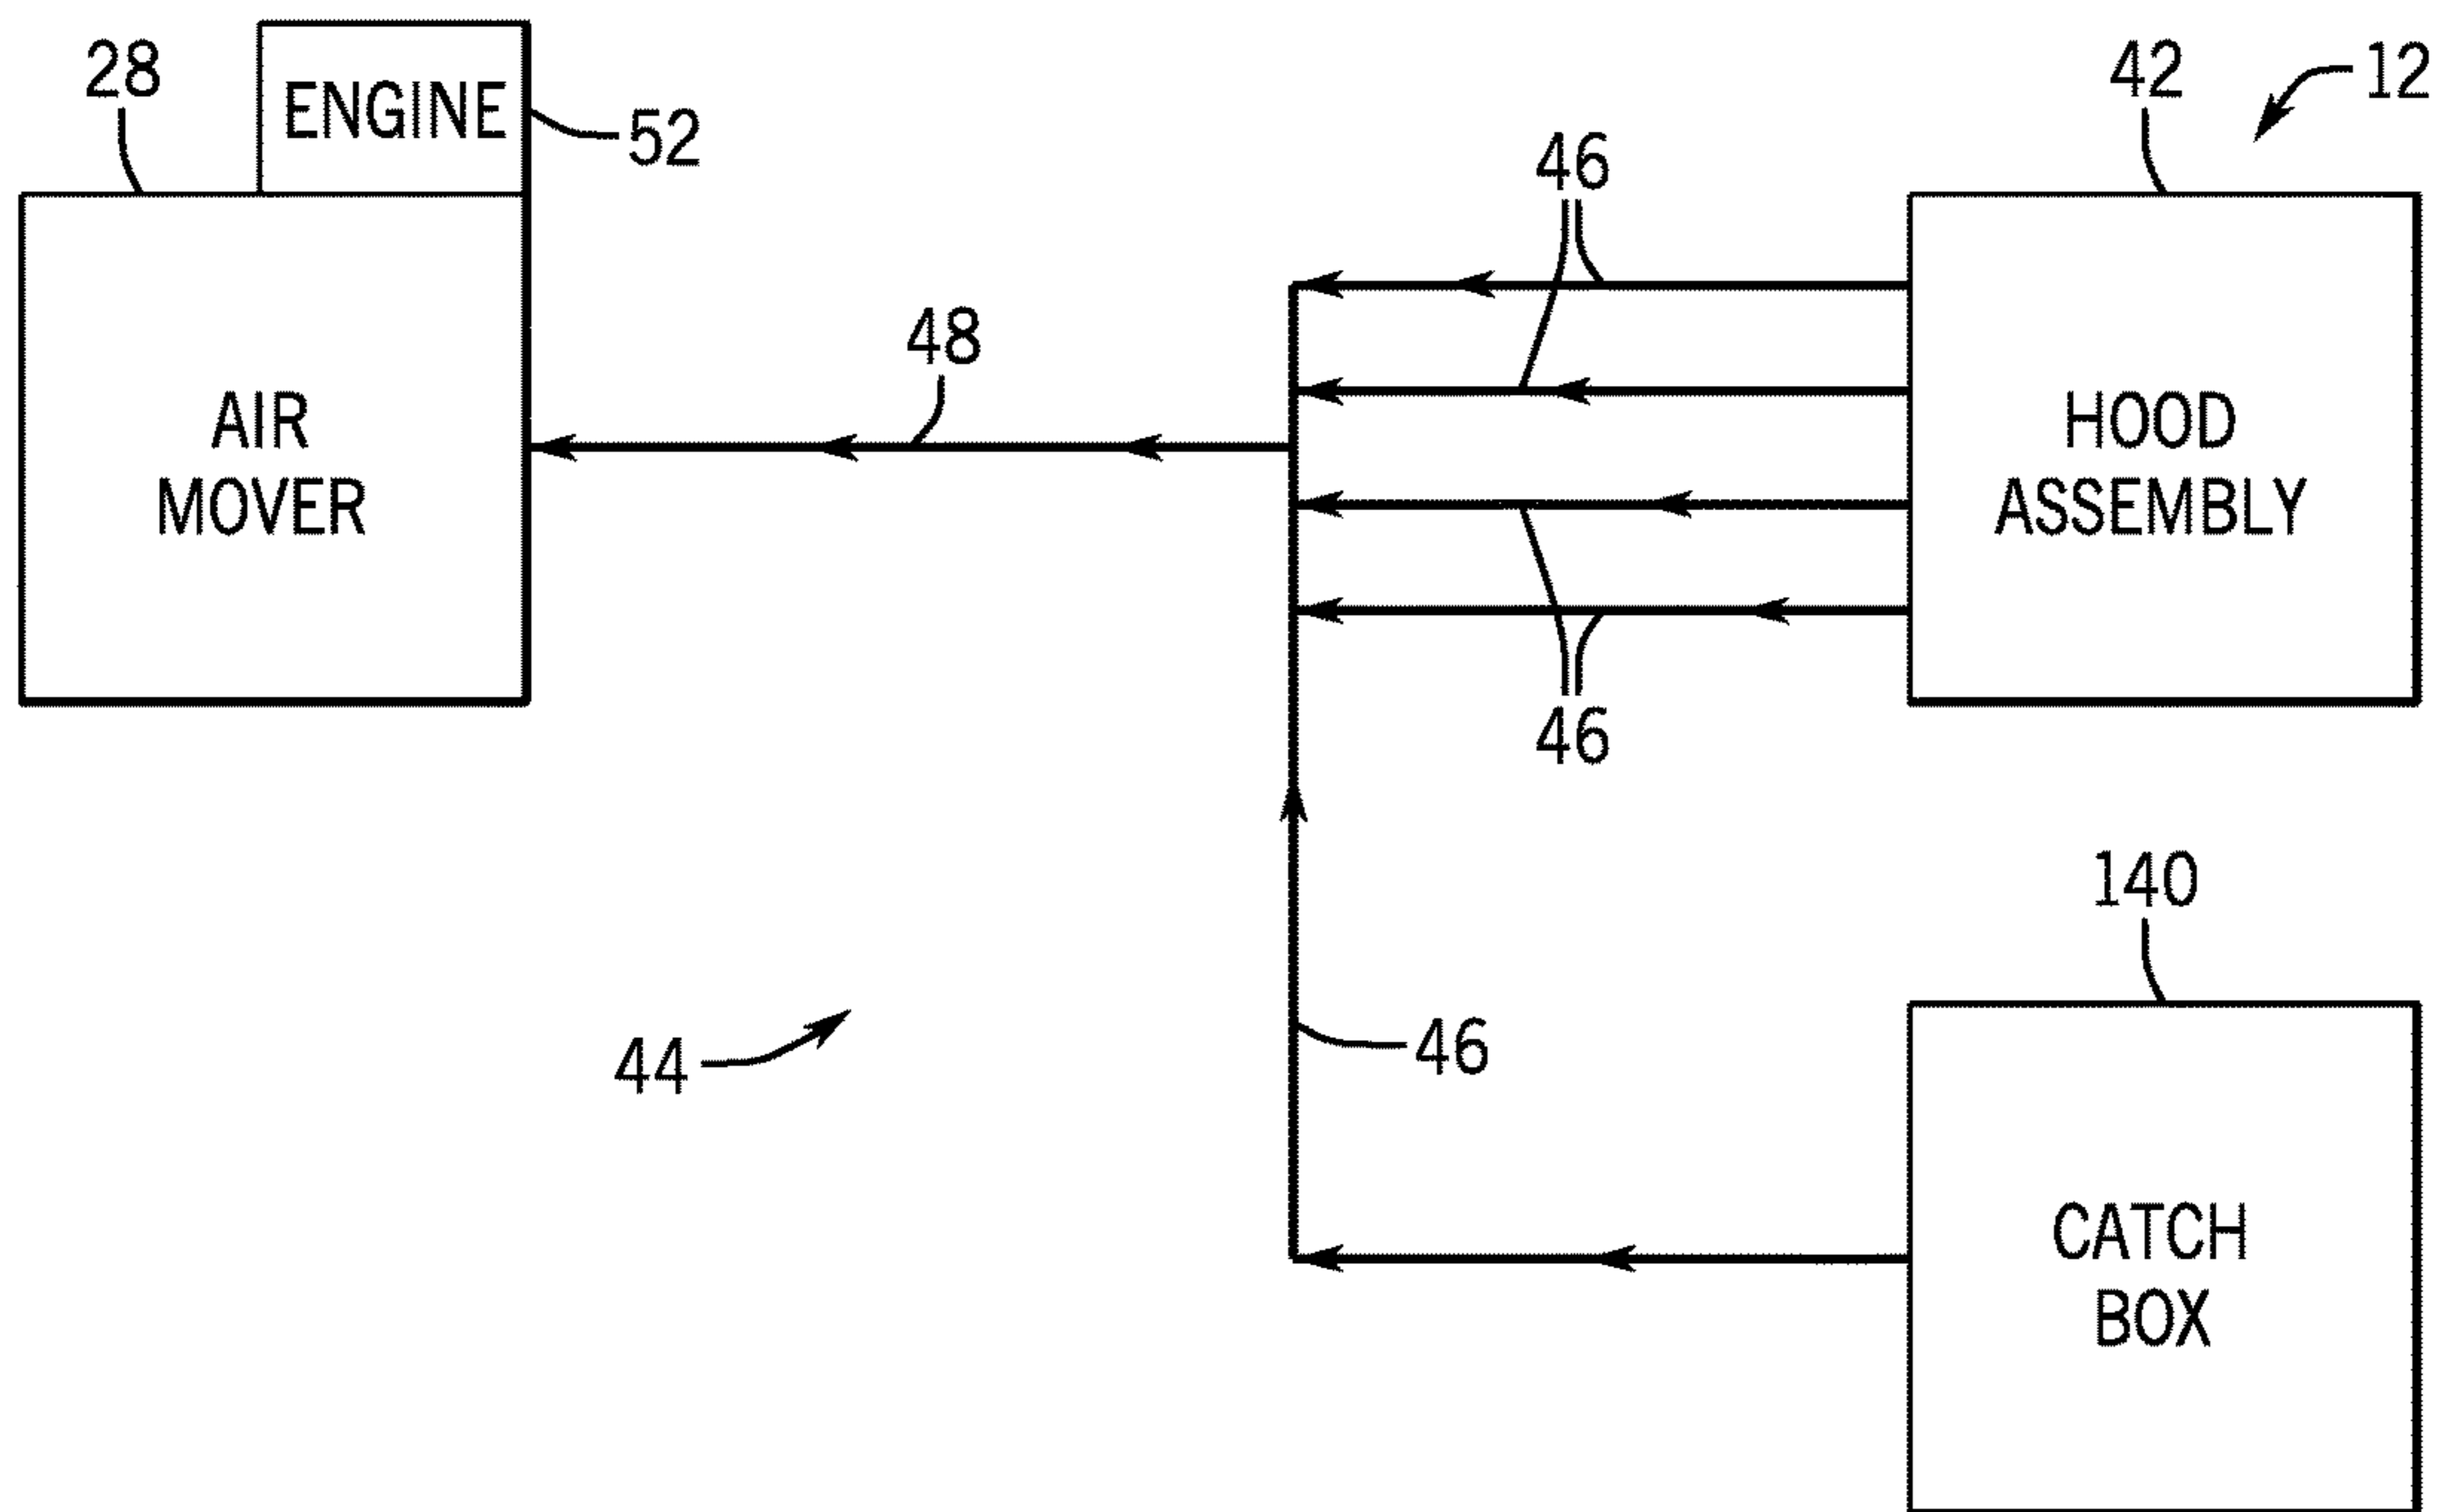 28
ENGINE
52
42
12
46
48
AIR
MOVER
HOOD
ASSEMBLY
46
140
46
44
CATCH
BOX